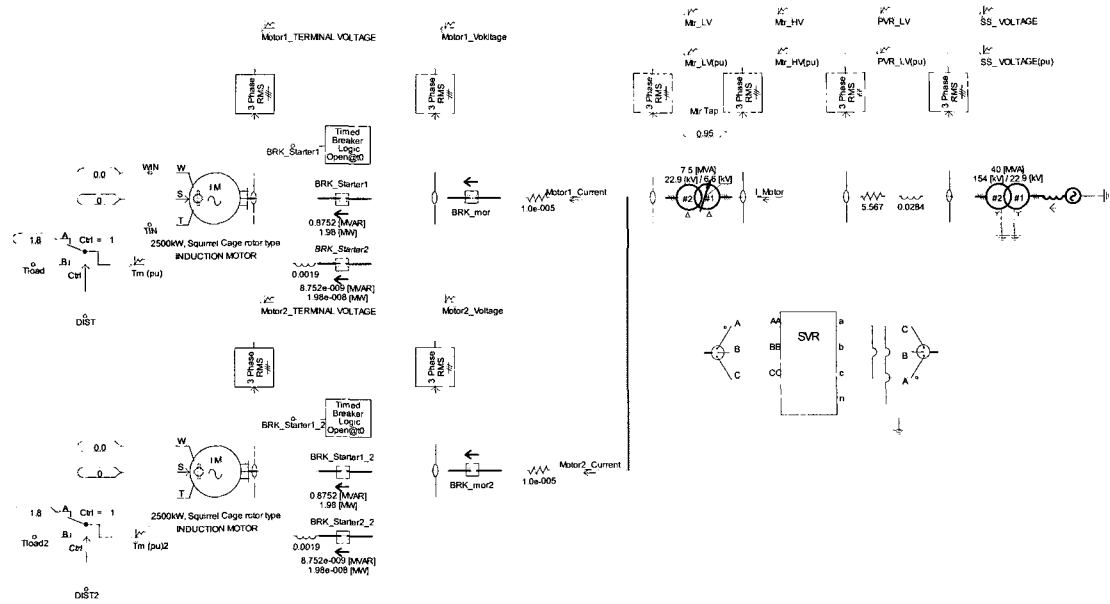 Mtr_LV
Mtr_HV
PVR_LV
SS_VOLTAGE
Motor1_TERMINAL VOLTAGE
Motor1_Vokltage
Mtr_LV(pu)
Mtr_HV(pu)
PVR_LV(pu)
SS_VOLTAGE(pu)
3 Phase
RMS
3 Phase
RMS
3 Phase
RMS
3 Phase
RMS
3 Phase
RMS
3 Phase
RMS
Mtr Tap
0.95
Timed
Breaker
Logic
Open@t0
BRK_Starter1
0.0
WIN
W
IM
S
0
T
TIN
BRK_Starter1
0.8752 [MVAR]
1.98 [MW]
BRK_mor
Motor1_Current
1.0e-005
7.5 [MVA]
22.9 [kV] / 6.6 [kV]
#2
#1
I_Motor
5.567
0.0284
40 [MVA]
154 [kV] / 22.9 [kV]
#2
#1
2500kW, Squirrel Cage rotor type
INDUCTION MOTOR
1.8
A
Ctrl = 1
B
Ctrl
Tload
Tm (pu)
DIST
BRK_Starter2
0.0019
8.752e-009 [MVAR]
1.98e-008 [MW]
Motor2_TERMINAL VOLTAGE
Motor2_Voltage
3 Phase
RMS
3 Phase
RMS
A
B
C
AA
BB
CC
SVR
a
b
c
n
C
B
A
Timed
Breaker
Logic
Open@t0
BRK_Starter1_2
0.0
W
IM
S
0
T
BRK_Starter1_2
0.8752 [MVAR]
1.98 [MW]
BRK_mor2
Motor2_Current
1.0e-005
2500kW, Squirrel Cage rotor type
INDUCTION MOTOR
1.8
A
Ctrl = 1
B
Ctrl
Tload2
Tm (pu)2
DIST2
BRK_Starter2_2
0.0019
8.752e-009 [MVAR]
1.98e-008 [MW]